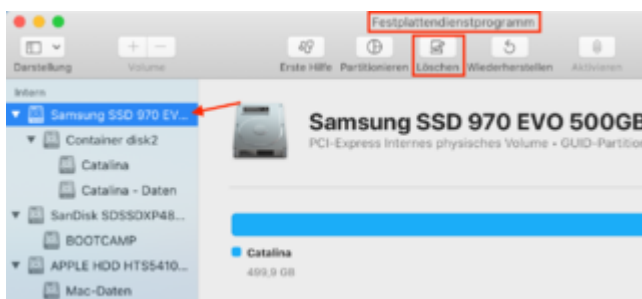 Festplattendienstprogramm
Darstellung Volume Erste Hilfe Partitionieren Löschen Wiederherstellen Aktivieren
Intern
Samsung SSD 970 EV...
Container disk2
Catalina
Catalina - Daten
SanDisk SDSSDXP48...
BOOTCAMP
APPLE HDD HTS5410...
Mac-Daten
Samsung SSD 970 EVO 500GB
PCI-Express Internes physisches Volume • GUID-Partition
Catalina
499,9 GB